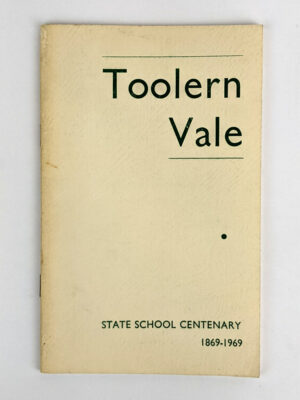 Toolern
Vale
STATE SCHOOL CENTENARY
1869-1969